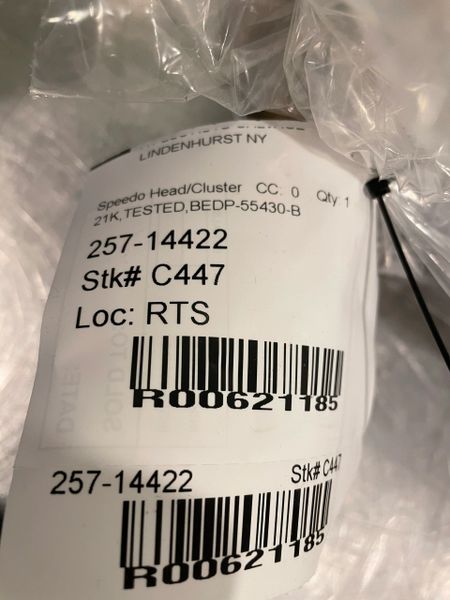 LINDENHURST NY
Speedo Head/Cluster CC: 0 Qty: 1
21K,TESTED,BEDP-55430-B
257-14422
Stk# C447
Loc: RTS
R00621185
257-14422 Stk# C447
R00621185